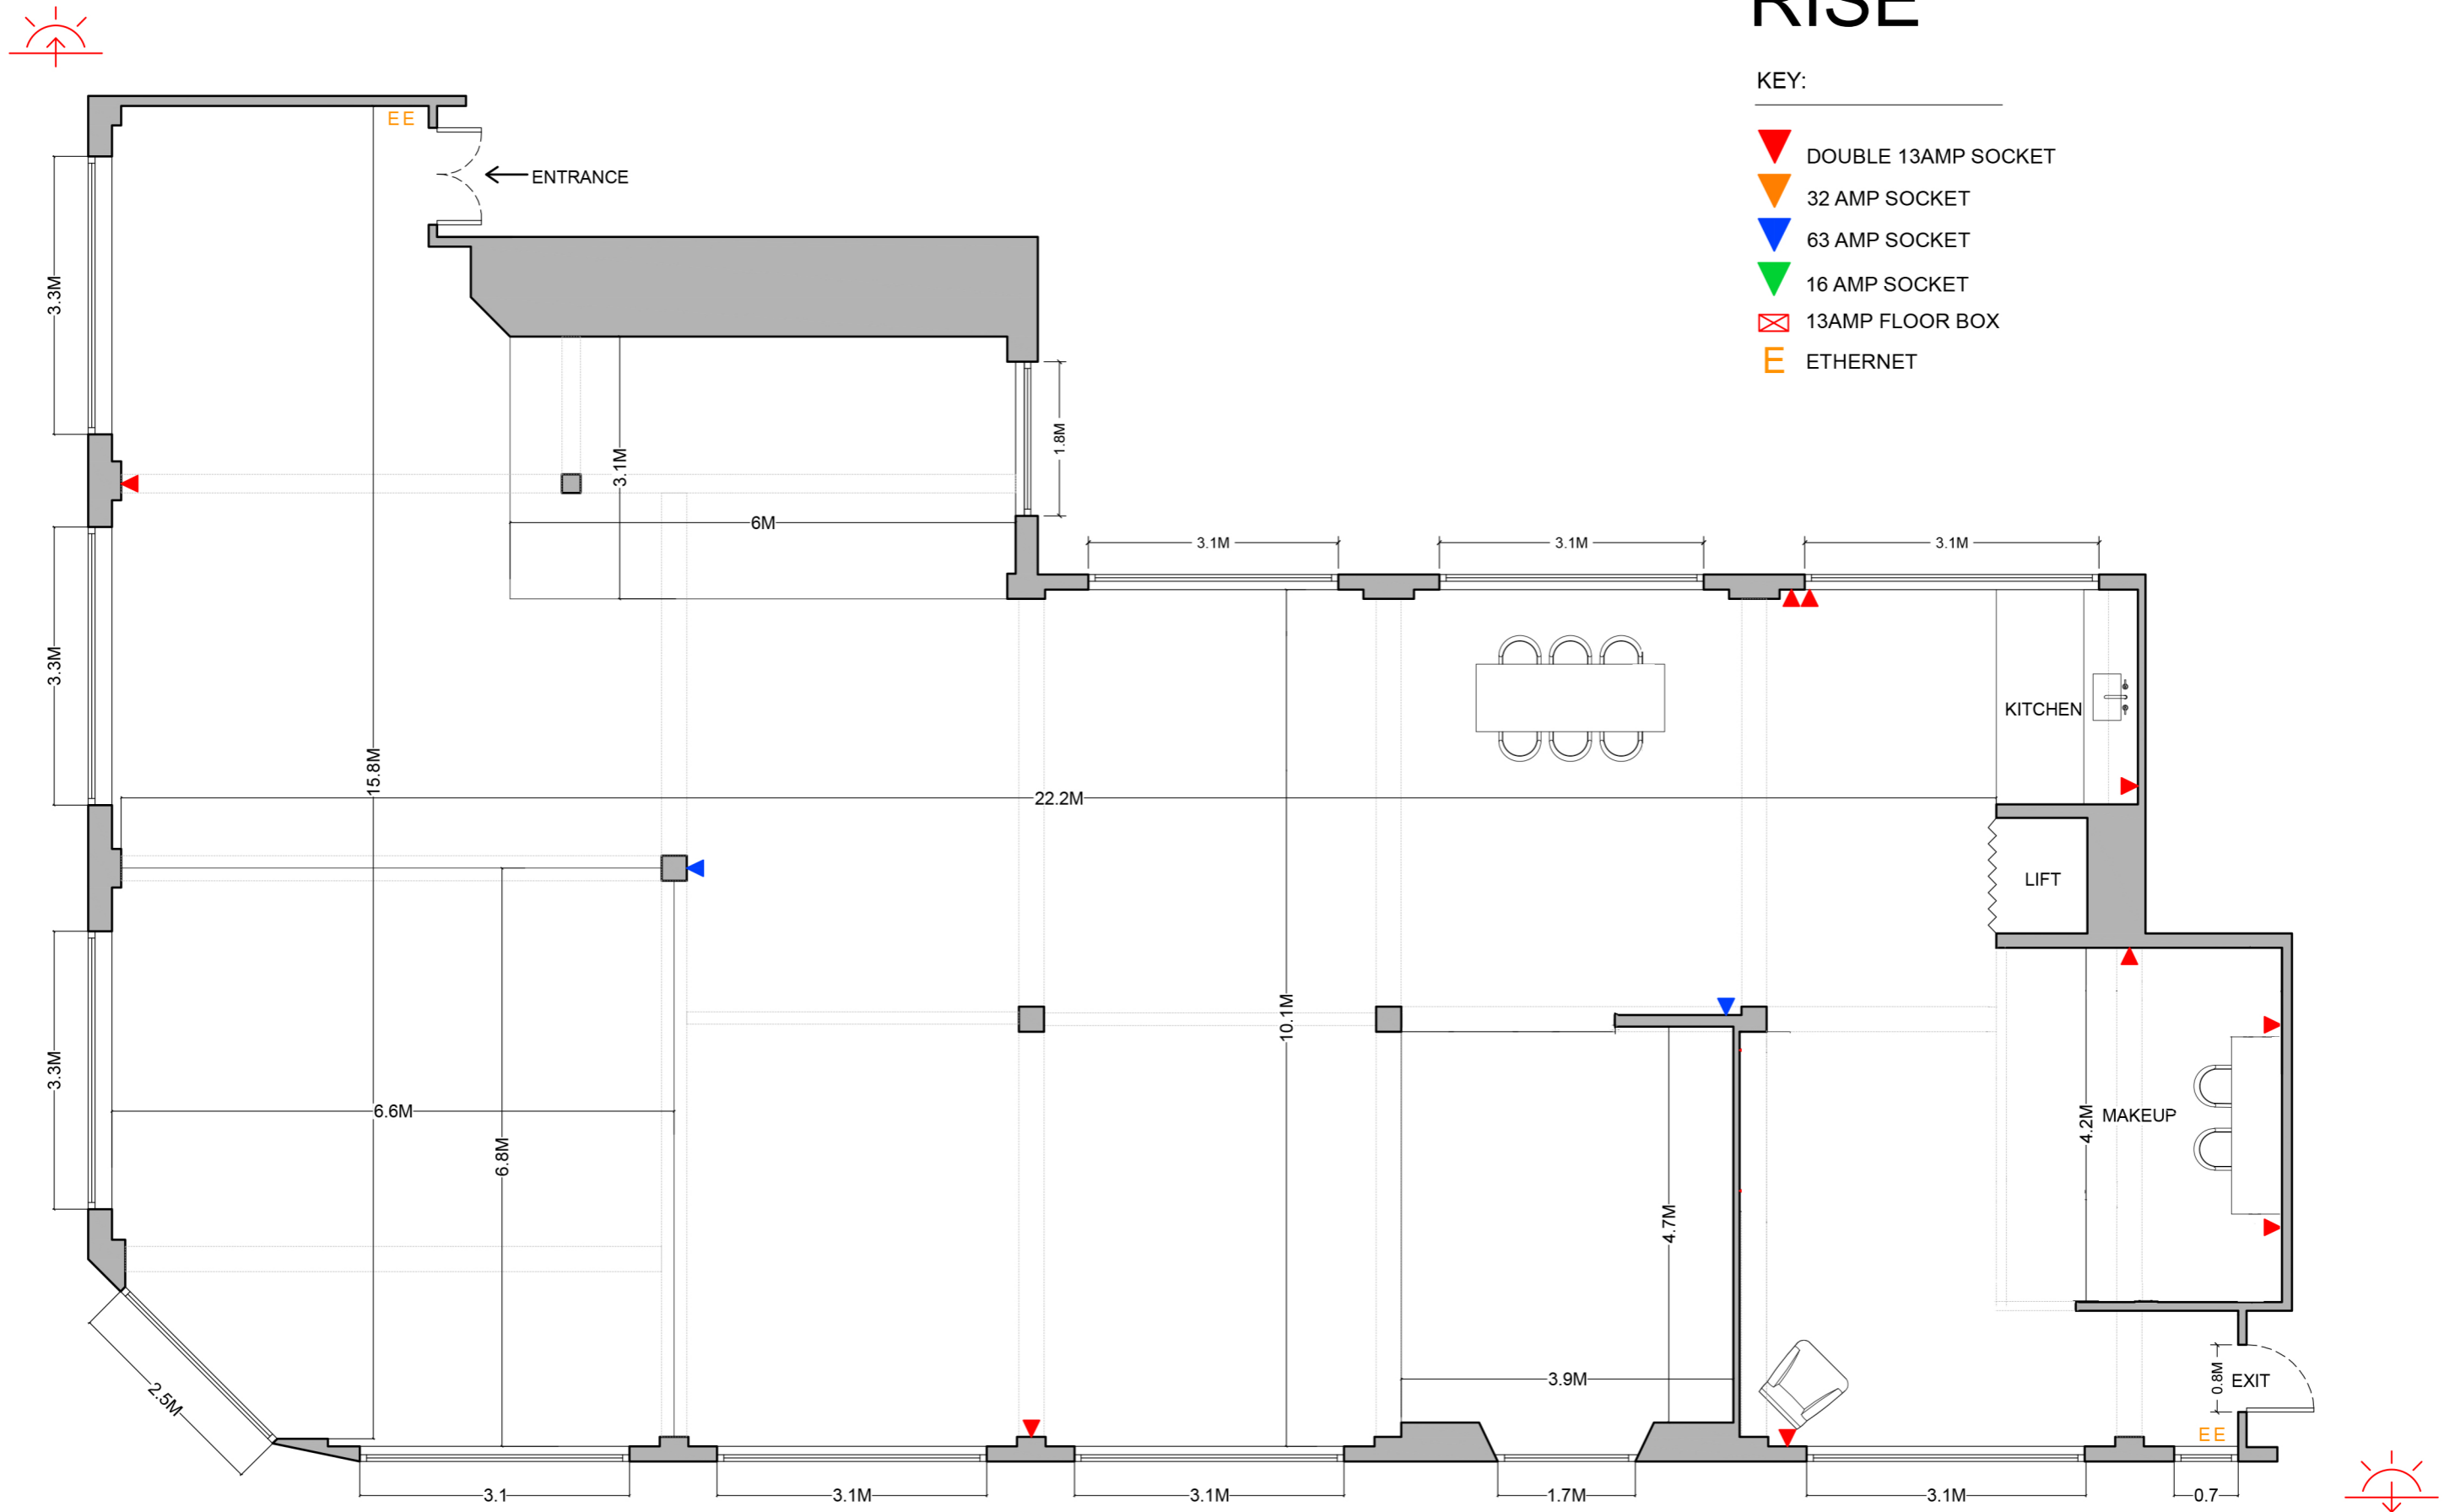 RISE
KEY:
DOUBLE 13AMP SOCKET
32 AMP SOCKET
63 AMP SOCKET
16 AMP SOCKET
13AMP FLOOR BOX
E ETHERNET
EE
ENTRANCE
3.3M
3.1M
1.8M
6M
3.1M
3.1M
3.1M
3.3M
15.8M
22.2M
KITCHEN
LIFT
10.1M
3.3M
6.6M
6.8M
4.7M
4.2M
MAKEUP
3.9M
0.8M
EXIT
2.5M
EE
3.1
3.1M
3.1M
1.7M
3.1M
0.7